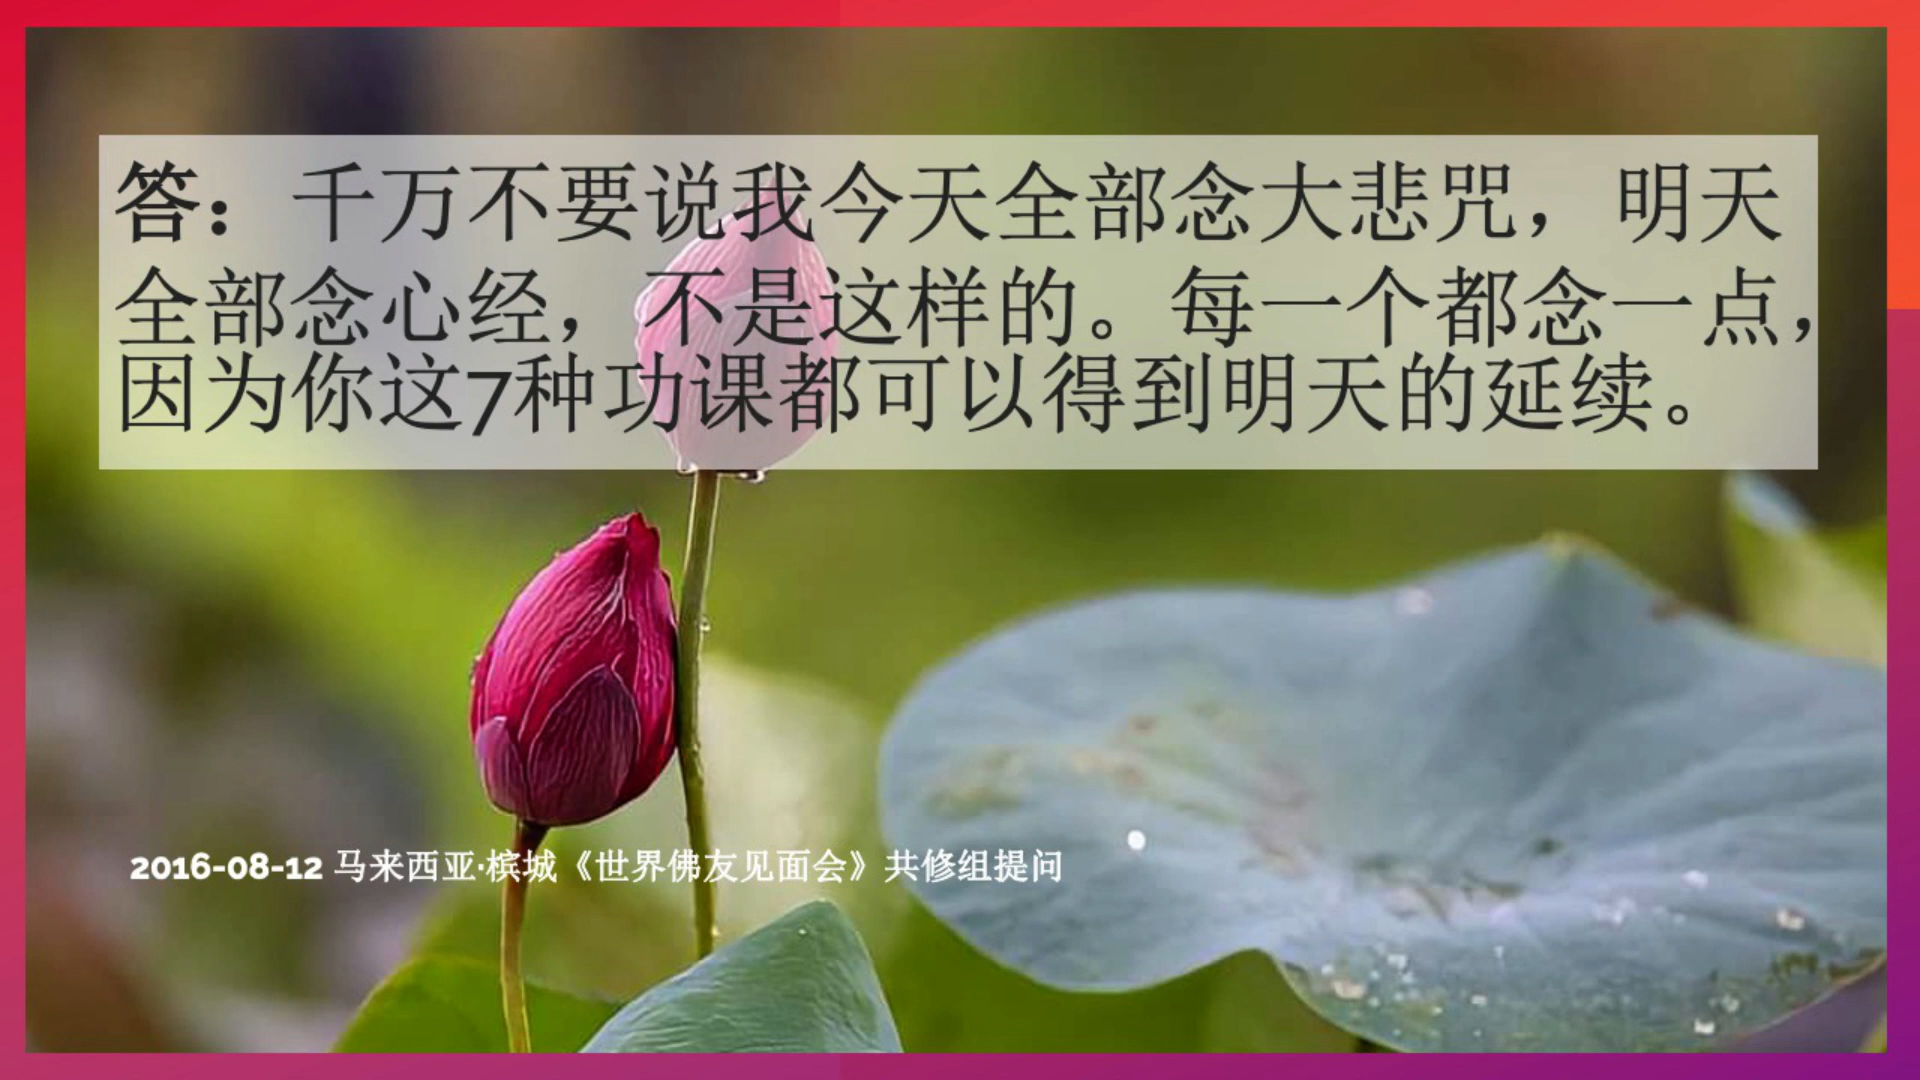 答：千万不要说我今天全部念大悲咒，明天
全部念心经，不是这样的。每一个都念一点，
因为你这7种功课都可以得到明天的延续。
2016-08-12 马来西亚·槟城《世界佛友见面会》共修组提问